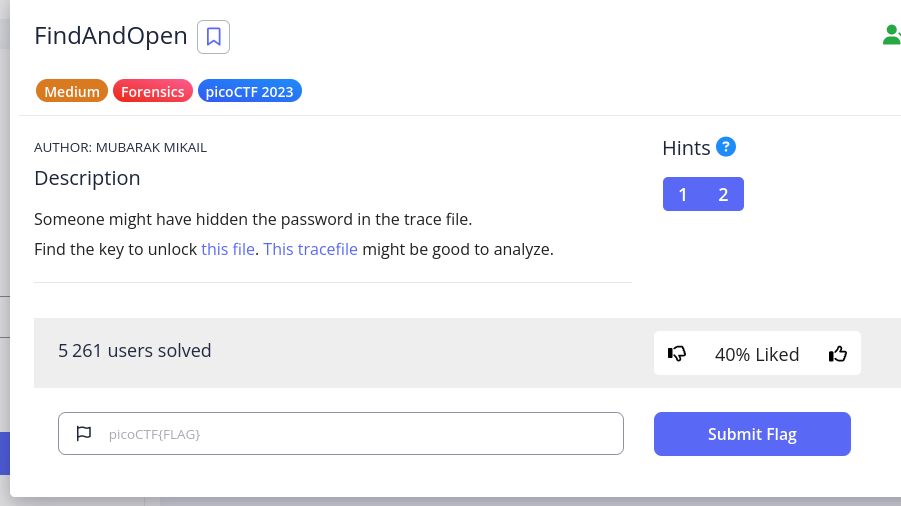 FindAndOpen
Medium Forensics picoCTF 2023
AUTHOR: MUBARAK MIKAIL
Hints ?
Description
1 2
Someone might have hidden the password in the trace file.
Find the key to unlock this file. This tracefile might be good to analyze.
5 261 users solved
40% Liked
picoCTF{FLAG}
Submit Flag